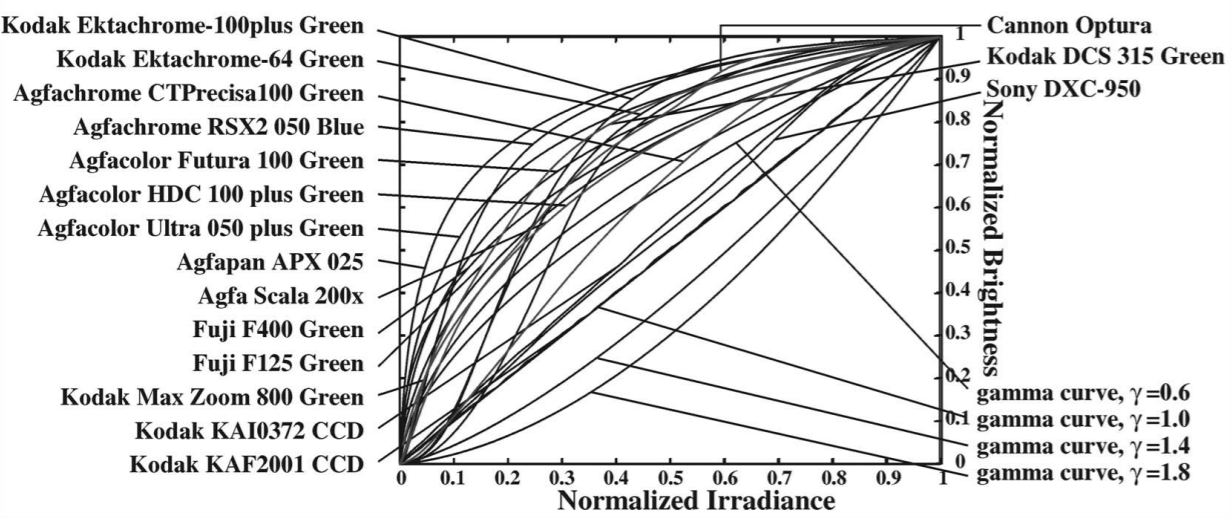 Kodak Ektachrome-100plus Green
Kodak Ektachrome-64 Green
Agfachrome CTPrecisa100 Green
Agfachrome RSX2 050 Blue
Agfacolor Futura 100 Green
Agfacolor HDC 100 plus Green
Agfacolor Ultra 050 plus Green
Agfapan APX 025
Agfa Scala 200x
Fuji F400 Green
Fuji F125 Green
Kodak Max Zoom 800 Green
Kodak KAI0372 CCD
Kodak KAF2001 CCD
Cannon Optura
Kodak DCS 315 Green
Sony DXC-950
1
0.9
0.8
0.7
0.6
0.5
0.4
0.3
0.2
0.1
0
Normalized Brightness
gamma curve, γ=0.6
gamma curve, γ=1.0
gamma curve, γ=1.4
gamma curve, γ=1.8
0 0.1 0.2 0.3 0.4 0.5 0.6 0.7 0.8 0.9 1
Normalized Irradiance